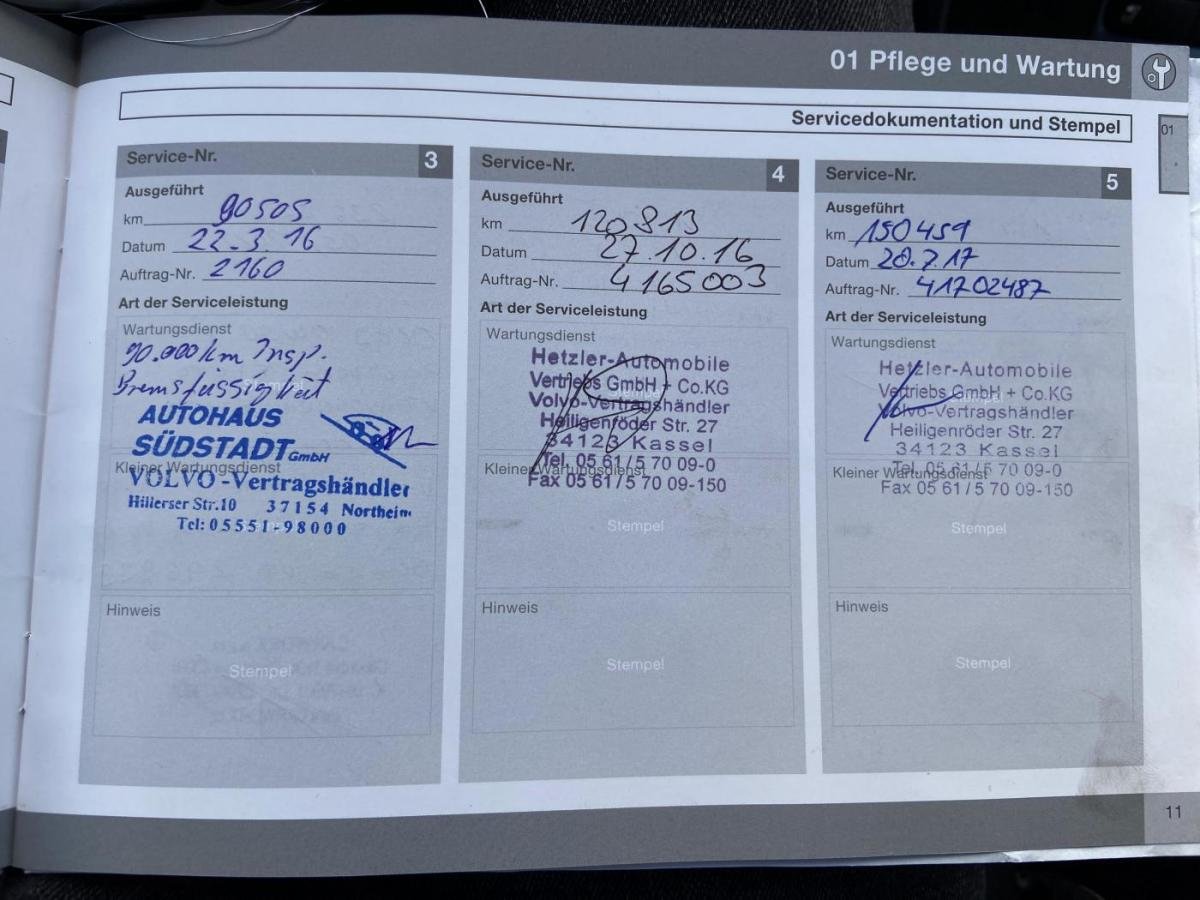 01 Pflege und Wartung
Servicedokumentation und Stempel
01
Service-Nr. 3
Ausgeführt
km 90505
Datum 22.3.16
Auftrag-Nr. 2160
Art der Serviceleistung
Wartungsdienst
90.000 km Insp.
Bremsflüssigkeit
Stempel
AUTOHAUS
SÜDSTADT GmbH
Kleiner Wartungsdienst
VOLVO-Vertragshändler
Hillerser Str.10 37154 Northeim
Tel: 05551-98000
Hinweis
Stempel
Service-Nr. 4
Ausgeführt
km 120813
Datum 27.10.16
Auftrag-Nr. 4165003
Art der Serviceleistung
Wartungsdienst
Hetzler-Automobile
Vertriebs GmbH + Co.KG
Stempel
Volvo-Vertragshändler
Heiligenröder Str. 27
34123 Kassel
Tel. 05 61/5 70 09-0
Kleiner Wartungsdienst
Fax 05 61/5 70 09-150
Stempel
Hinweis
Stempel
Service-Nr. 5
Ausgeführt
km 150459
Datum 20.7.17
Auftrag-Nr. 41702487
Art der Serviceleistung
Wartungsdienst
Hetzler-Automobile
Vertriebs GmbH + Co.KG
Stempel
Volvo-Vertragshändler
Heiligenröder Str. 27
34123 Kassel
Tel. 05 61/5 70 09-0
Kleiner Wartungsdienst
Fax 05 61/5 70 09-150
Stempel
Hinweis
Stempel
11